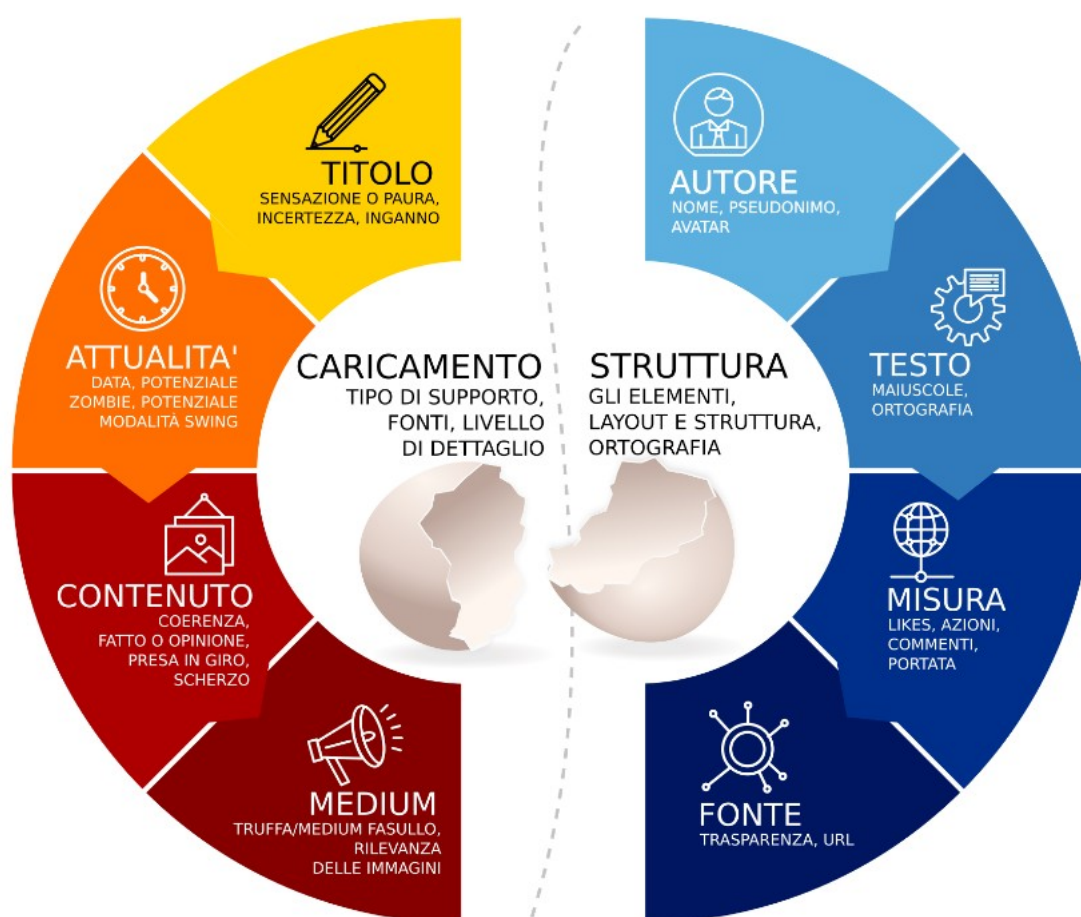 TITOLO
SENSAZIONE O PAURA,
INCERTEZZA, INGANNO
ATTUALITA'
DATA, POTENZIALE
ZOMBIE, POTENZIALE
MODALITÀ SWING
CONTENUTO
COERENZA,
FATTO O OPINIONE,
PRESA IN GIRO,
SCHERZO
MEDIUM
TRUFFA/MEDIUM FASULLO,
RILEVANZA
DELLE IMMAGINI
CARICAMENTO
TIPO DI SUPPORTO,
FONTI, LIVELLO
DI DETTAGLIO
STRUTTURA
GLI ELEMENTI,
LAYOUT E STRUTTURA,
ORTOGRAFIA
AUTORE
NOME, PSEUDONIMO,
AVATAR
TESTO
MAIUSCOLE,
ORTOGRAFIA
MISURA
LIKES, AZIONI,
COMMENTI,
PORTATA
FONTE
TRASPARENZA, URL